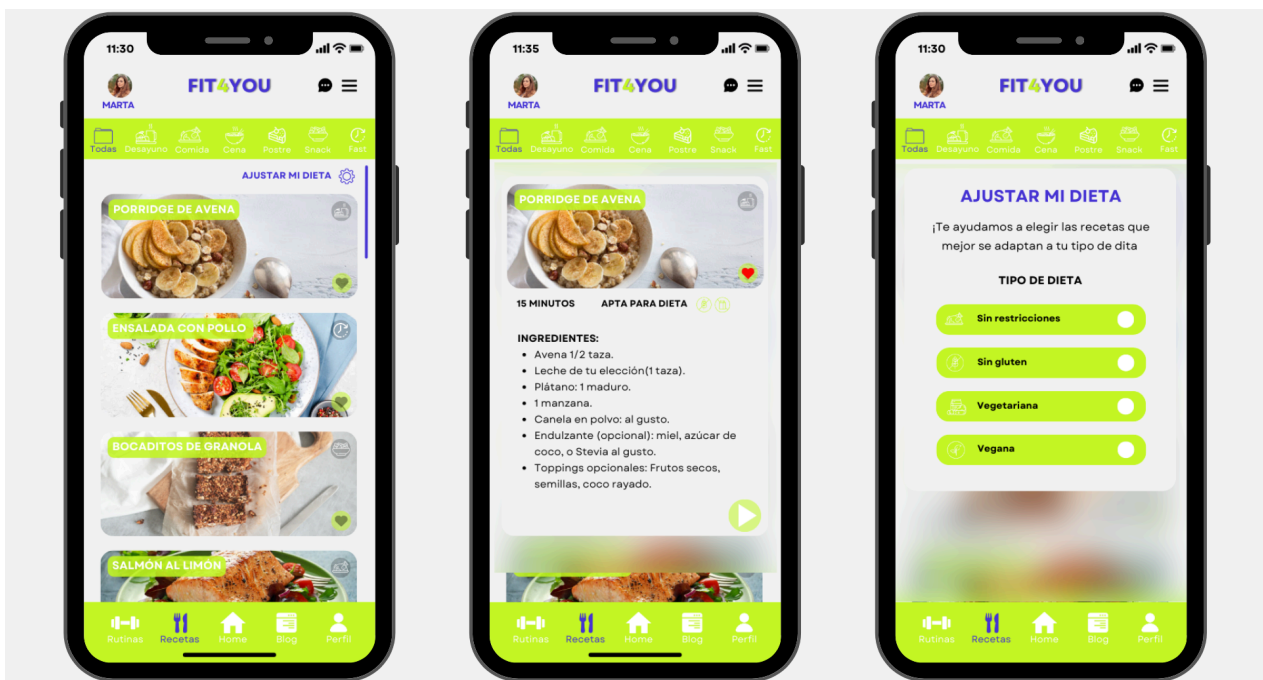 11:30
FIT4YOU
MARTA
Todas Desayuno Comida Cena Postre Snack Fast
AJUSTAR MI DIETA
PORRIDGE DE AVENA
ENSALADA CON POLLO
BOCADITOS DE GRANOLA
SALMÓN AL LIMÓN
Rutinas Recetas Home Blog Perfil
11:35
FIT4YOU
MARTA
Todas Desayuno Comida Cena Postre Snack Fast
PORRIDGE DE AVENA
15 MINUTOS APTA PARA DIETA
INGREDIENTES:
• Avena 1/2 taza.
• Leche de tu elección(1 taza).
• Plátano: 1 maduro.
• 1 manzana.
• Canela en polvo: al gusto.
• Endulzante (opcional): miel, azúcar de
coco, o Stevia al gusto.
• Toppings opcionales: Frutos secos,
semillas, coco rayado.
Rutinas Recetas Home Blog Perfil
11:30
FIT4YOU
MARTA
Todas Desayuno Comida Cena Postre Snack Fast
AJUSTAR MI DIETA
¡Te ayudamos a elegir las recetas que
mejor se adaptan a tu tipo de dita
TIPO DE DIETA
Sin restricciones
Sin gluten
Vegetariana
Vegana
Rutinas Recetas Home Blog Perfil